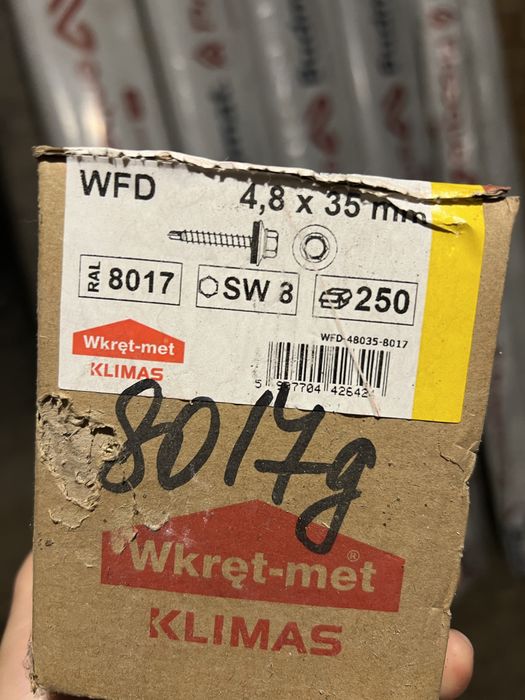 WFD 4,8 x 35 mm
RAL 8017 SW 8 250
WFD-48035-8017
Wkręt-met
KLIMAS
8017g
Wkręt-met®
KLIMAS